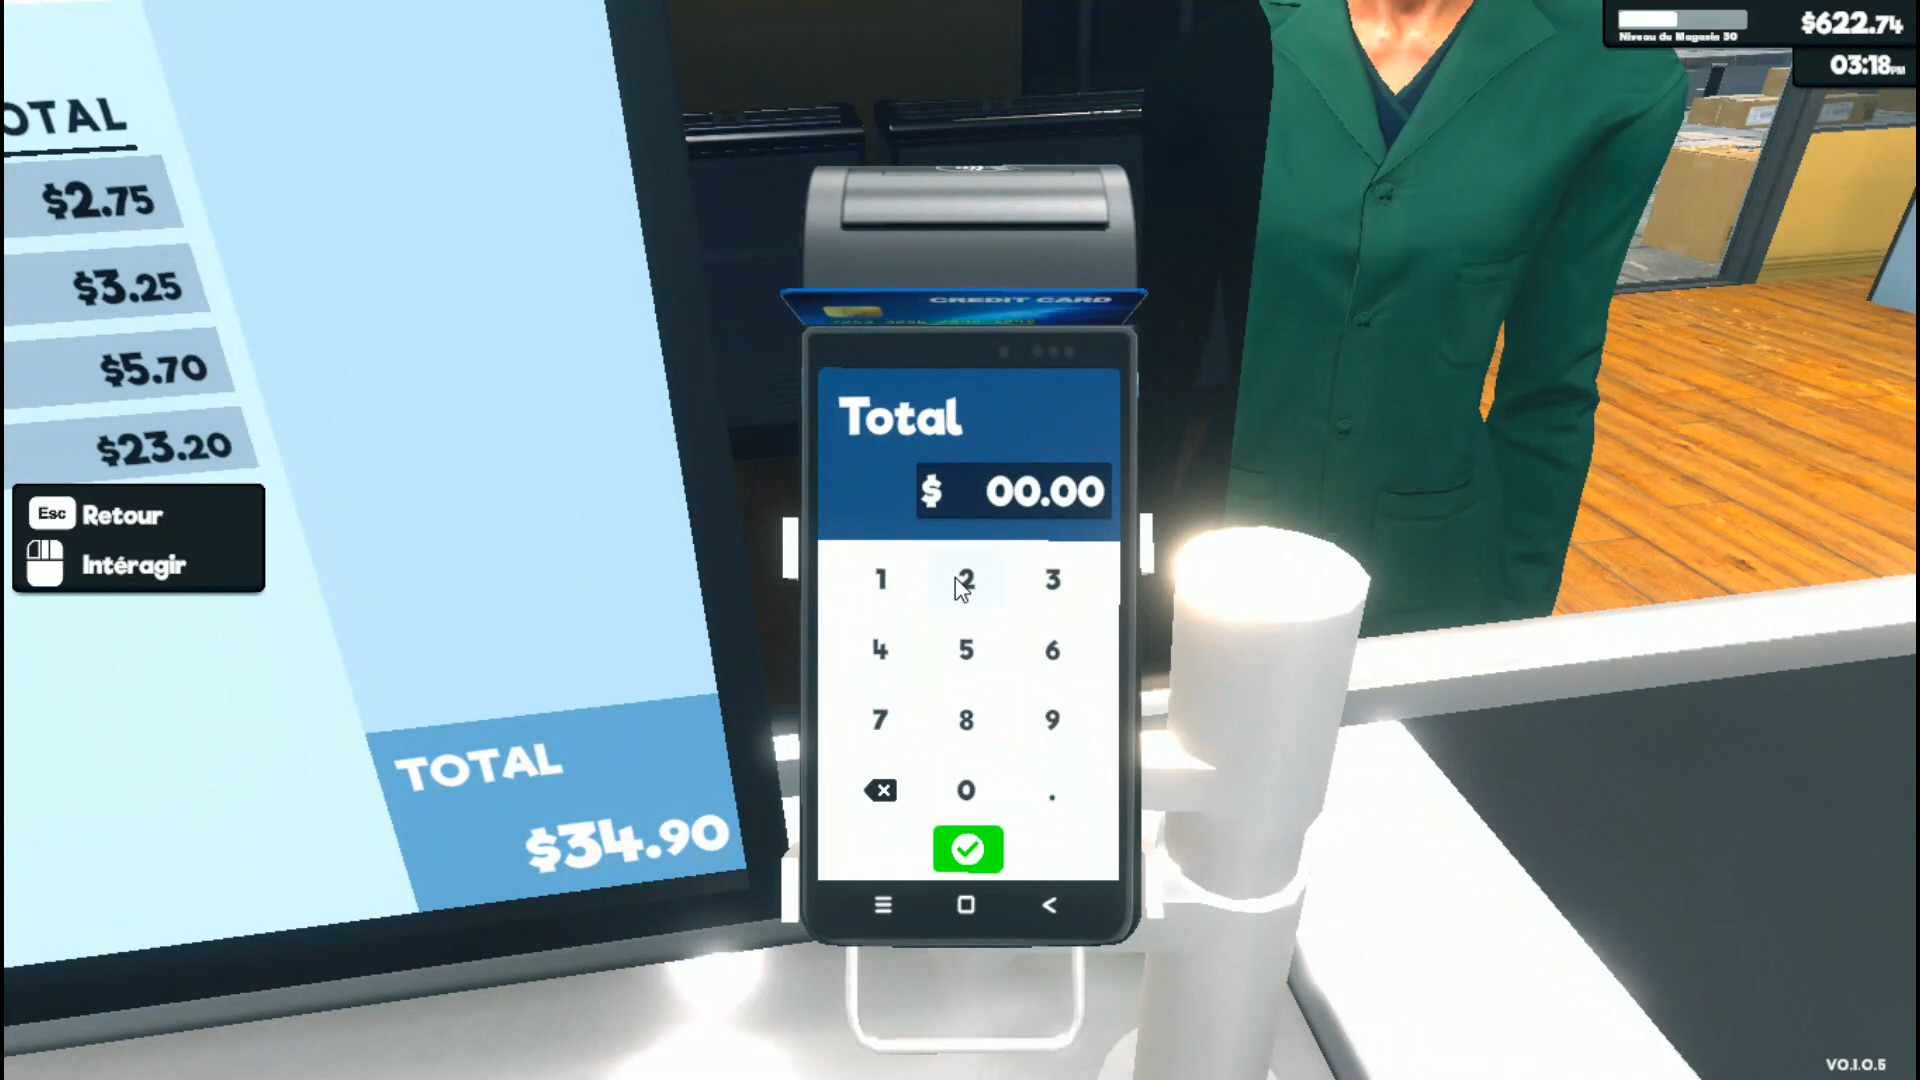 $622.74
Niveau du Magasin 30
03:18PM
OTAL
$2.75
$3.25
$5.70
$23.20
Esc Retour
Intéragir
TOTAL
$34.90
CREDIT CARD
Total
$ 00.00
1 2 3
4 5 6
7 8 9
0 .
V0.1.0.5